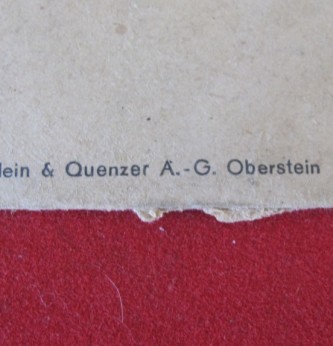 lein & Quenzer A.-G. Oberstein